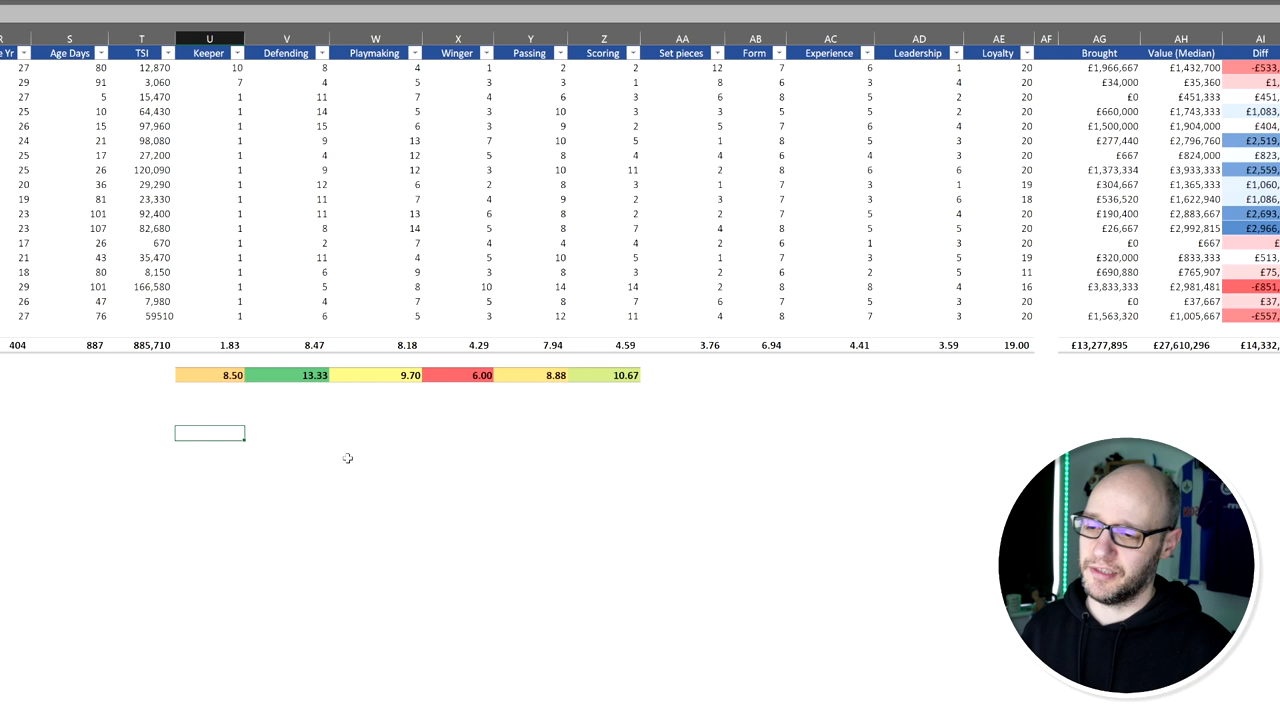 R S T U V W X Y Z AA AB AC AD AE AF AG AH AI
e Yr Age Days TSI Keeper Defending Playmaking Winger Passing Scoring Set pieces Form Experience Leadership Loyalty Brought Value (Median) Diff
27 80 12,870 10 8 4 1 2 2 12 7 6 1 20 £1,966,667 £1,432,700 -£533,
29 91 3,060 7 4 5 3 3 1 8 6 3 4 20 £34,000 £35,360 £1,
27 5 15,470 1 11 7 4 6 3 6 8 5 2 20 £0 £451,333 £451,
25 10 64,430 1 14 5 3 10 3 3 5 5 2 20 £660,000 £1,743,333 £1,083,
26 15 97,960 1 15 6 3 9 2 5 7 6 4 20 £1,500,000 £1,904,000 £404,
24 21 98,080 1 9 13 7 10 5 1 8 5 3 20 £277,440 £2,796,760 £2,519,
25 17 27,200 1 4 12 5 8 4 4 6 4 3 20 £667 £824,000 £823,
25 26 120,090 1 9 12 3 10 11 2 8 6 6 20 £1,373,334 £3,933,333 £2,559,
20 36 29,290 1 12 6 2 8 3 1 7 3 1 19 £304,667 £1,365,333 £1,060,
19 81 23,330 1 11 7 4 9 2 3 7 3 6 18 £536,520 £1,622,940 £1,086,
23 101 92,400 1 11 13 6 8 2 2 7 5 4 20 £190,400 £2,883,667 £2,693,
23 107 82,680 1 8 14 5 8 7 4 8 5 5 20 £26,667 £2,992,815 £2,966,
17 26 670 1 2 7 4 4 4 2 6 1 3 20 £0 £667 £
21 43 35,470 1 11 4 5 10 5 1 7 3 5 19 £320,000 £833,333 £513,
18 80 8,150 1 6 9 3 8 3 2 6 2 5 11 £690,880 £765,907 £75,
29 101 166,580 1 5 8 10 14 14 2 8 8 4 16 £3,833,333 £2,981,481 -£851,
26 47 7,980 1 4 7 5 8 7 6 7 5 3 20 £0 £37,667 £37,
27 76 59510 1 6 5 3 12 11 4 8 7 3 20 £1,563,320 £1,005,667 -£557,
404 887 885,710 1.83 8.47 8.18 4.29 7.94 4.59 3.76 6.94 4.41 3.59 19.00 £13,277,895 £27,610,296 £14,332,
8.50 13.33 9.70 6.00 8.88 10.67